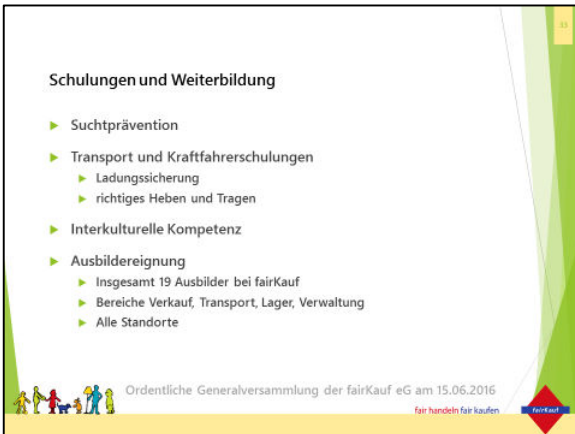 33
Schulungen und Weiterbildung
Suchtprävention
Transport und Kraftfahrerschulungen
Ladungssicherung
richtiges Heben und Tragen
Interkulturelle Kompetenz
Ausbildereignung
Insgesamt 19 Ausbilder bei fairKauf
Bereiche Verkauf, Transport, Lager, Verwaltung
Alle Standorte
Ordentliche Generalversammlung der fairKauf eG am 15.06.2016
fair handeln fair kaufen
fairKauf